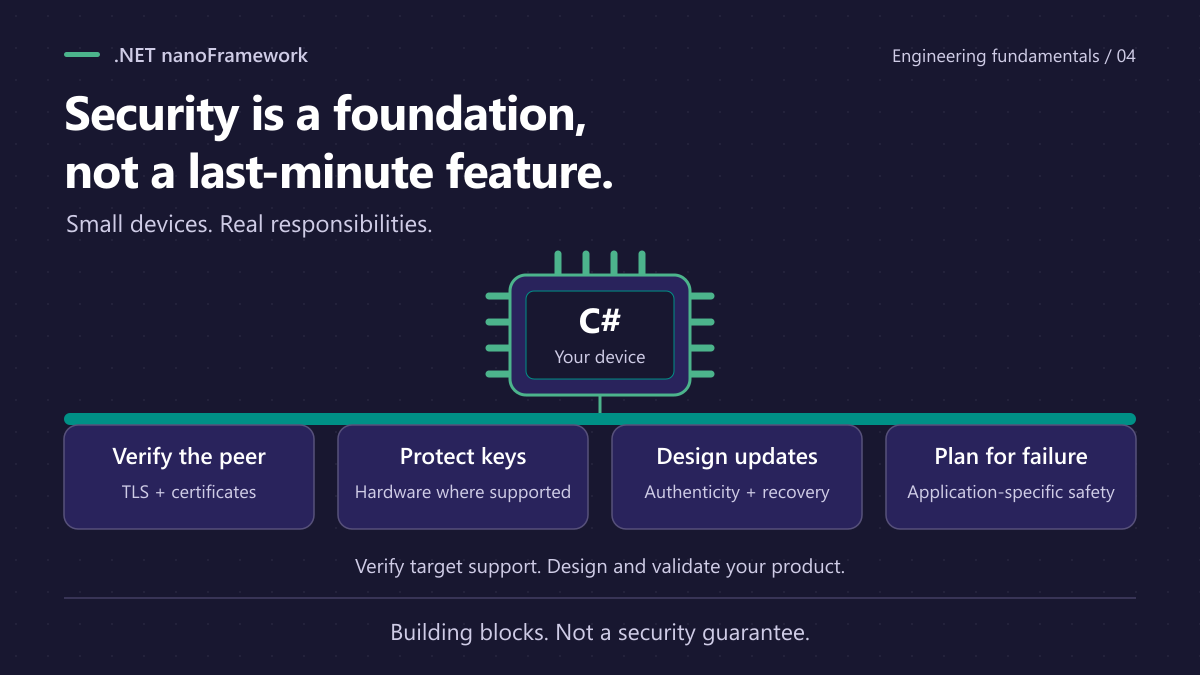 .NET nanoFramework
Engineering fundamentals / 04
Security is a foundation,
not a last-minute feature.
Small devices. Real responsibilities.
C#
Your device
Verify the peer
TLS + certificates
Protect keys
Hardware where supported
Design updates
Authenticity + recovery
Plan for failure
Application-specific safety
Verify target support. Design and validate your product.
Building blocks. Not a security guarantee.